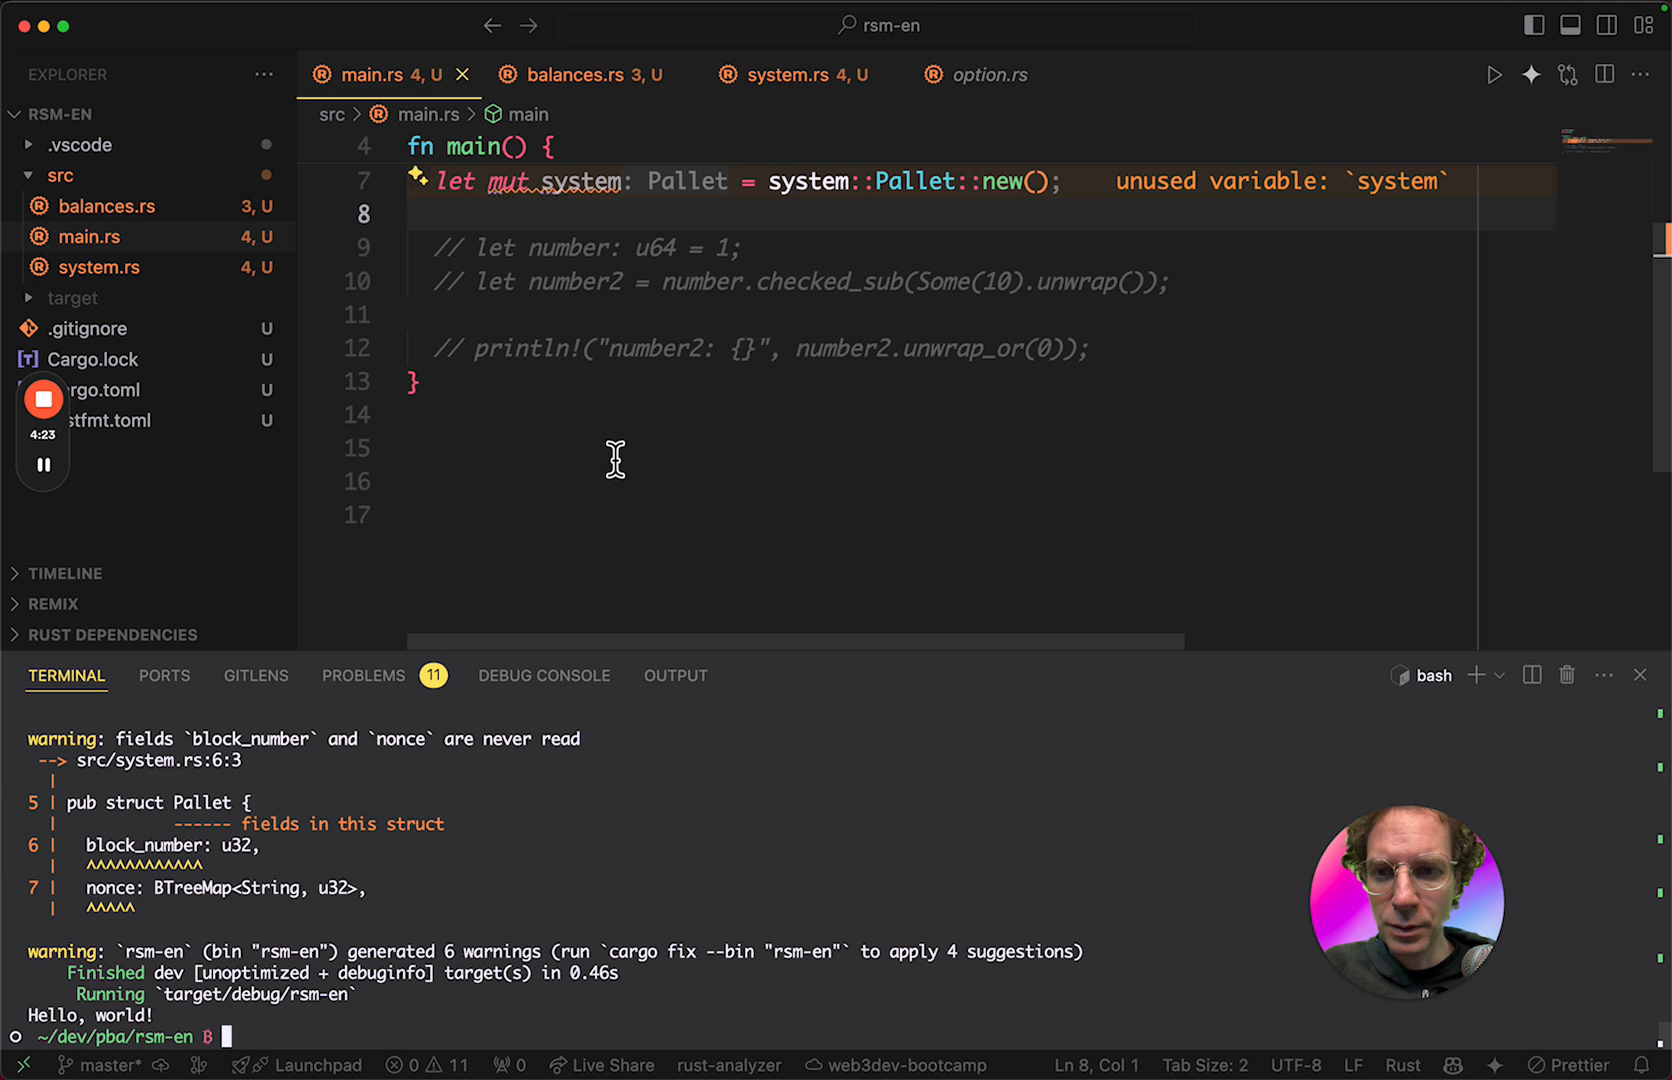 rsm-en
EXPLORER
main.rs 4, U
balances.rs 3, U
system.rs 4, U
option.rs
RSM-EN
src > main.rs > main
.vscode
src
balances.rs 3, U
main.rs 4, U
system.rs 4, U
target
.gitignore U
Cargo.lock U
rgo.toml U
stfmt.toml U
4:23
TIMELINE
REMIX
RUST DEPENDENCIES
4 fn main() {
7 let mut system: Pallet = system::Pallet::new(); unused variable: `system`
8
9 // let number: u64 = 1;
10 // let number2 = number.checked_sub(Some(10).unwrap());
11
12 // println!("number2: {}", number2.unwrap_or(0));
13 }
14
15
16
17
TERMINAL PORTS GITLENS PROBLEMS 11 DEBUG CONSOLE OUTPUT
bash
warning: fields `block_number` and `nonce` are never read
--> src/system.rs:6:3
|
5 | pub struct Pallet {
| ------ fields in this struct
6 | block_number: u32,
| ^^^^^^^^^^^^
7 | nonce: BTreeMap<String, u32>,
| ^^^^^
warning: `rsm-en` (bin "rsm-en") generated 6 warnings (run `cargo fix --bin "rsm-en"` to apply 4 suggestions)
Finished dev [unoptimized + debuginfo] target(s) in 0.46s
Running `target/debug/rsm-en`
Hello, world!
~/dev/pba/rsm-en ₿
master* Launchpad 0 11 0 Live Share rust-analyzer web3dev-bootcamp Ln 8, Col 1 Tab Size: 2 UTF-8 LF Rust Prettier